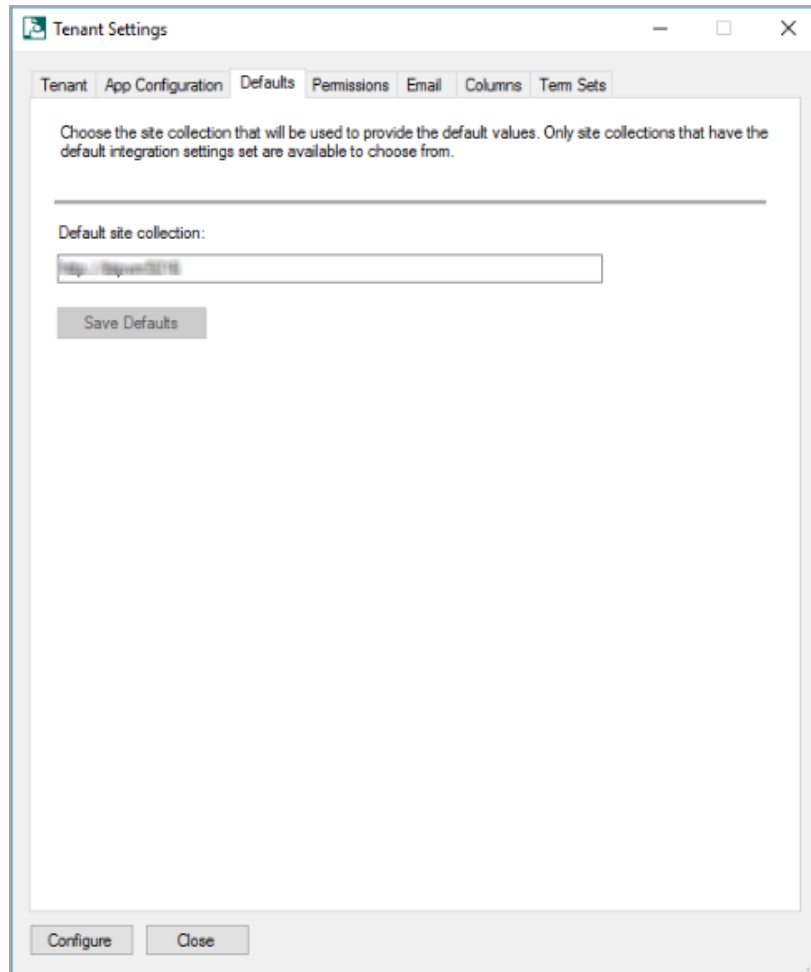 Tenant Settings
Tenant App Configuration Defaults Permissions Email Columns Term Sets
Choose the site collection that will be used to provide the default values. Only site collections that have the
default integration settings set are available to choose from.
Default site collection:
Save Defaults
Configure Close